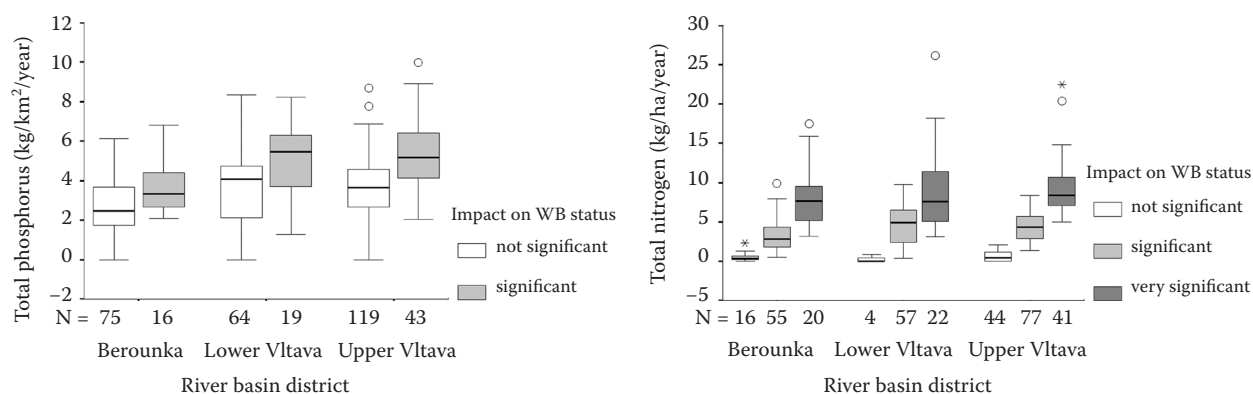 Total phosphorus (kg/km²/year)
12
10
8
6
4
2
0
−2
N = 75 16 64 19 119 43
Berounka Lower Vltava Upper Vltava
River basin district
Impact on WB status
not significant
significant
Total nitrogen (kg/ha/year)
30
25
20
15
10
5
0
−5
N = 16 55 20 4 57 22 44 77 41
Berounka Lower Vltava Upper Vltava
River basin district
Impact on WB status
not significant
significant
very significant